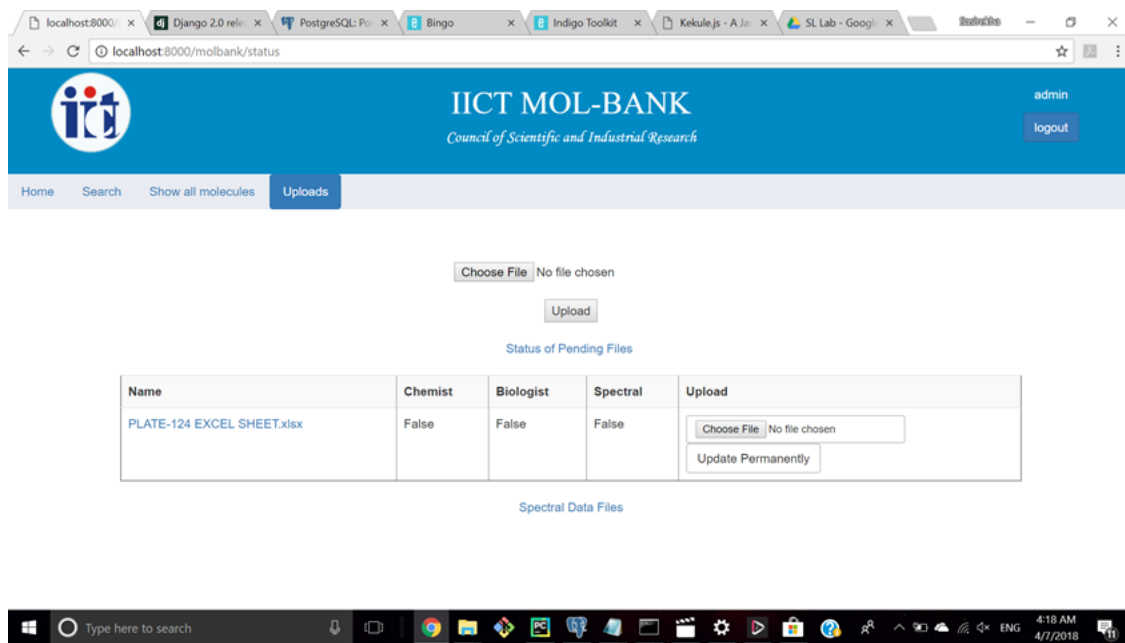 localhost:8000/
Django 2.0 rele
PostgreSQL: Po
Bingo
Indigo Toolkit
Kekule.js - A Ja
SL Lab - Googl
localhost:8000/molbank/status
iict
IICT MOL-BANK
Council of Scientific and Industrial Research
admin
logout
Home Search Show all molecules Uploads
Choose File No file chosen
Upload
Status of Pending Files
Name Chemist Biologist Spectral Upload
PLATE-124 EXCEL SHEET.xlsx False False False Choose File No file chosen
Update Permanently
Spectral Data Files
Type here to search
ENG
4:18 AM
4/7/2018